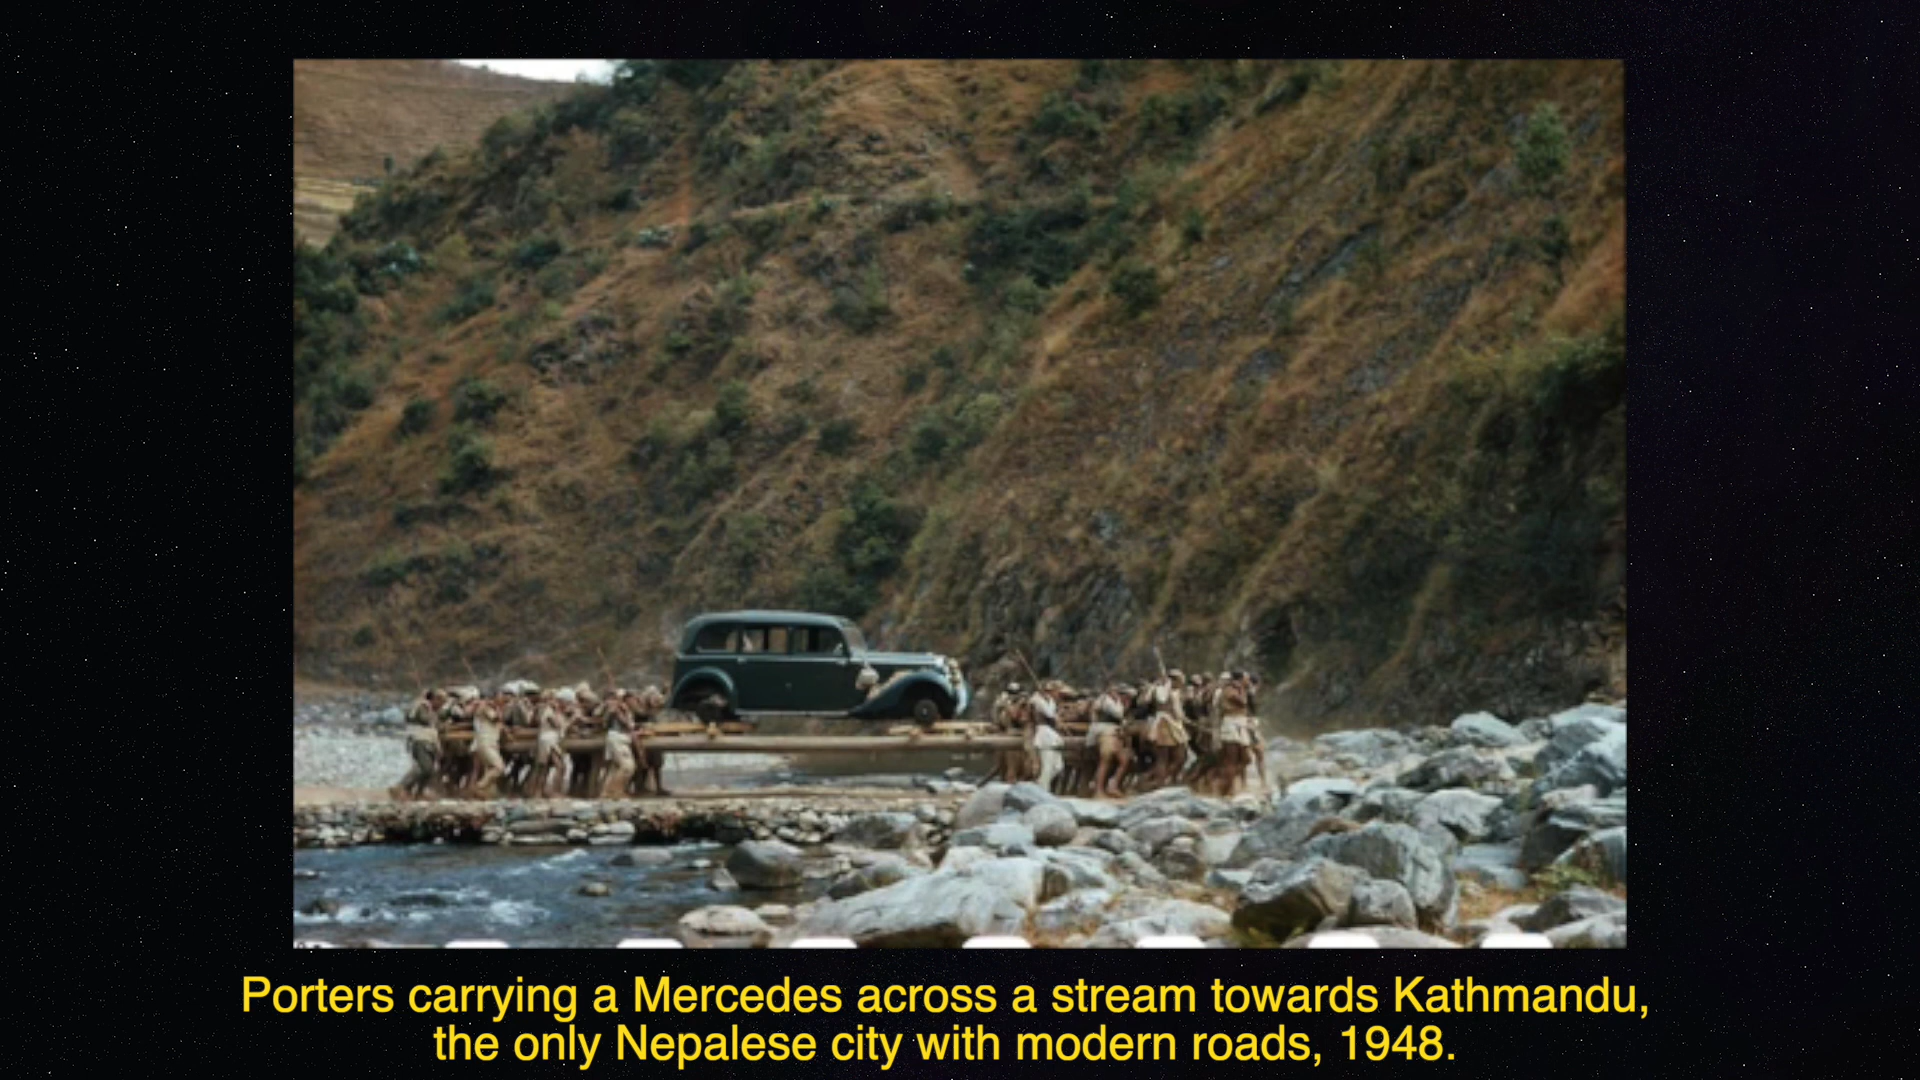 Porters carrying a Mercedes across a stream towards Kathmandu,
the only Nepalese city with modern roads, 1948.